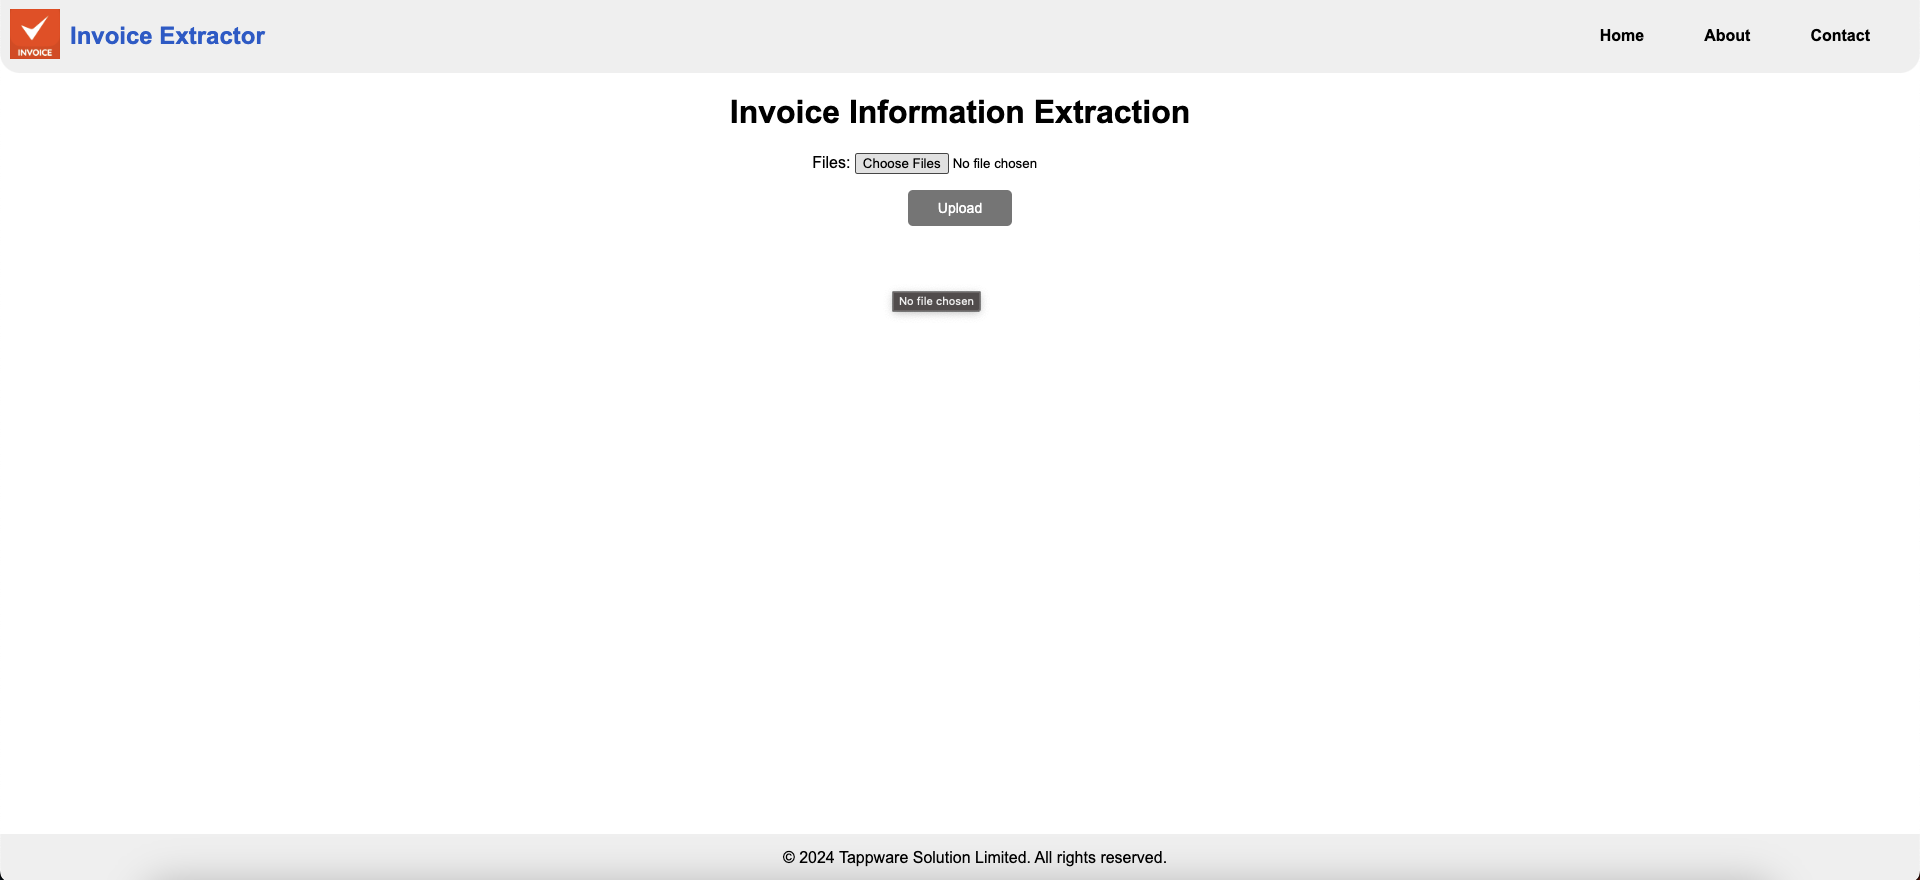 INVOICE
Invoice Extractor
Home About Contact
Invoice Information Extraction
Files: Choose Files No file chosen
Upload
No file chosen
© 2024 Tappware Solution Limited. All rights reserved.